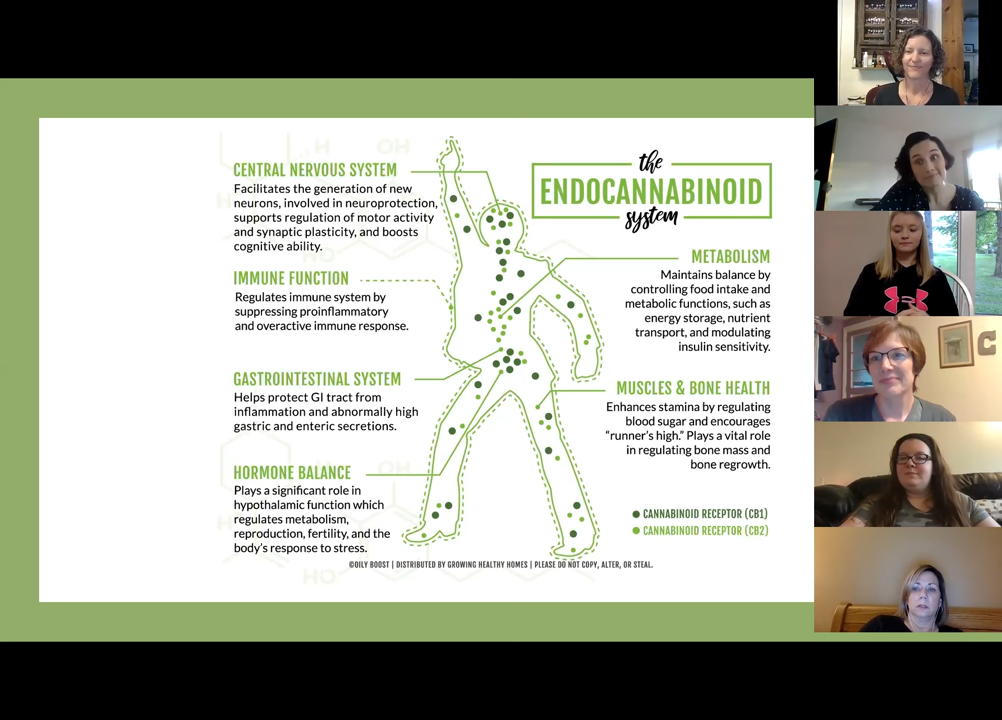 the
ENDOCANNABINOID
system
CENTRAL NERVOUS SYSTEM
Facilitates the generation of new
neurons, involved in neuroprotection,
supports regulation of motor activity
and synaptic plasticity, and boosts
cognitive ability.
IMMUNE FUNCTION
Regulates immune system by
suppressing proinflammatory
and overactive immune response.
GASTROINTESTINAL SYSTEM
Helps protect GI tract from
inflammation and abnormally high
gastric and enteric secretions.
HORMONE BALANCE
Plays a significant role in
hypothalamic function which
regulates metabolism,
reproduction, fertility, and the
body's response to stress.
METABOLISM
Maintains balance by
controlling food intake and
metabolic functions, such as
energy storage, nutrient
transport, and modulating
insulin sensitivity.
MUSCLES & BONE HEALTH
Enhances stamina by regulating
blood sugar and encourages
“runner's high.” Plays a vital role
in regulating bone mass and
bone regrowth.
CANNABINOID RECEPTOR (CB1)
CANNABINOID RECEPTOR (CB2)
©OILY BOOST | DISTRIBUTED BY GROWING HEALTHY HOMES | PLEASE DO NOT COPY, ALTER, OR STEAL.
H
OH
H
HO
OH
HO
C